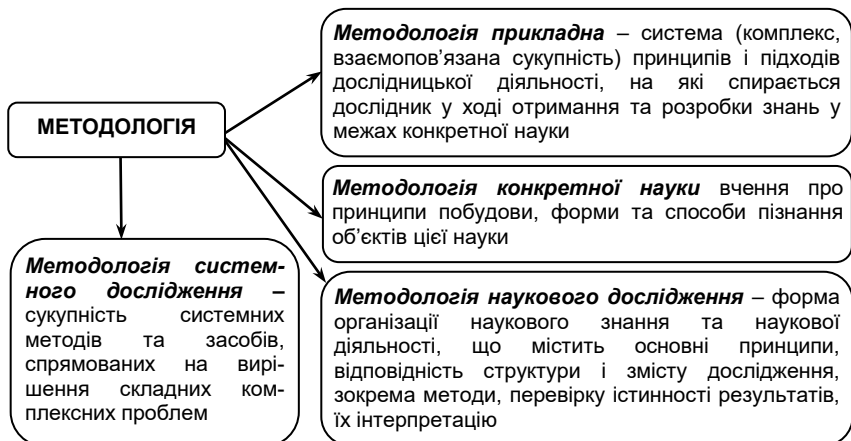 Методологія прикладна – система (комплекс,
взаємопов’язана сукупність) принципів і підходів
дослідницької діяльності, на які спирається
дослідник у ході отримання та розробки знань у
межах конкретної науки
МЕТОДОЛОГІЯ
Методологія конкретної науки вчення про
принципи побудови, форми та способи пізнання
об’єктів цієї науки
Методологія систем-
ного дослідження –
сукупність системних
методів та засобів,
спрямованих на вирі-
шення складних ком-
плексних проблем
Методологія наукового дослідження – форма
організації наукового знання та наукової
діяльності, що містить основні принципи,
відповідність структури і змісту дослідження,
зокрема методи, перевірку істинності результатів,
їх інтерпретацію